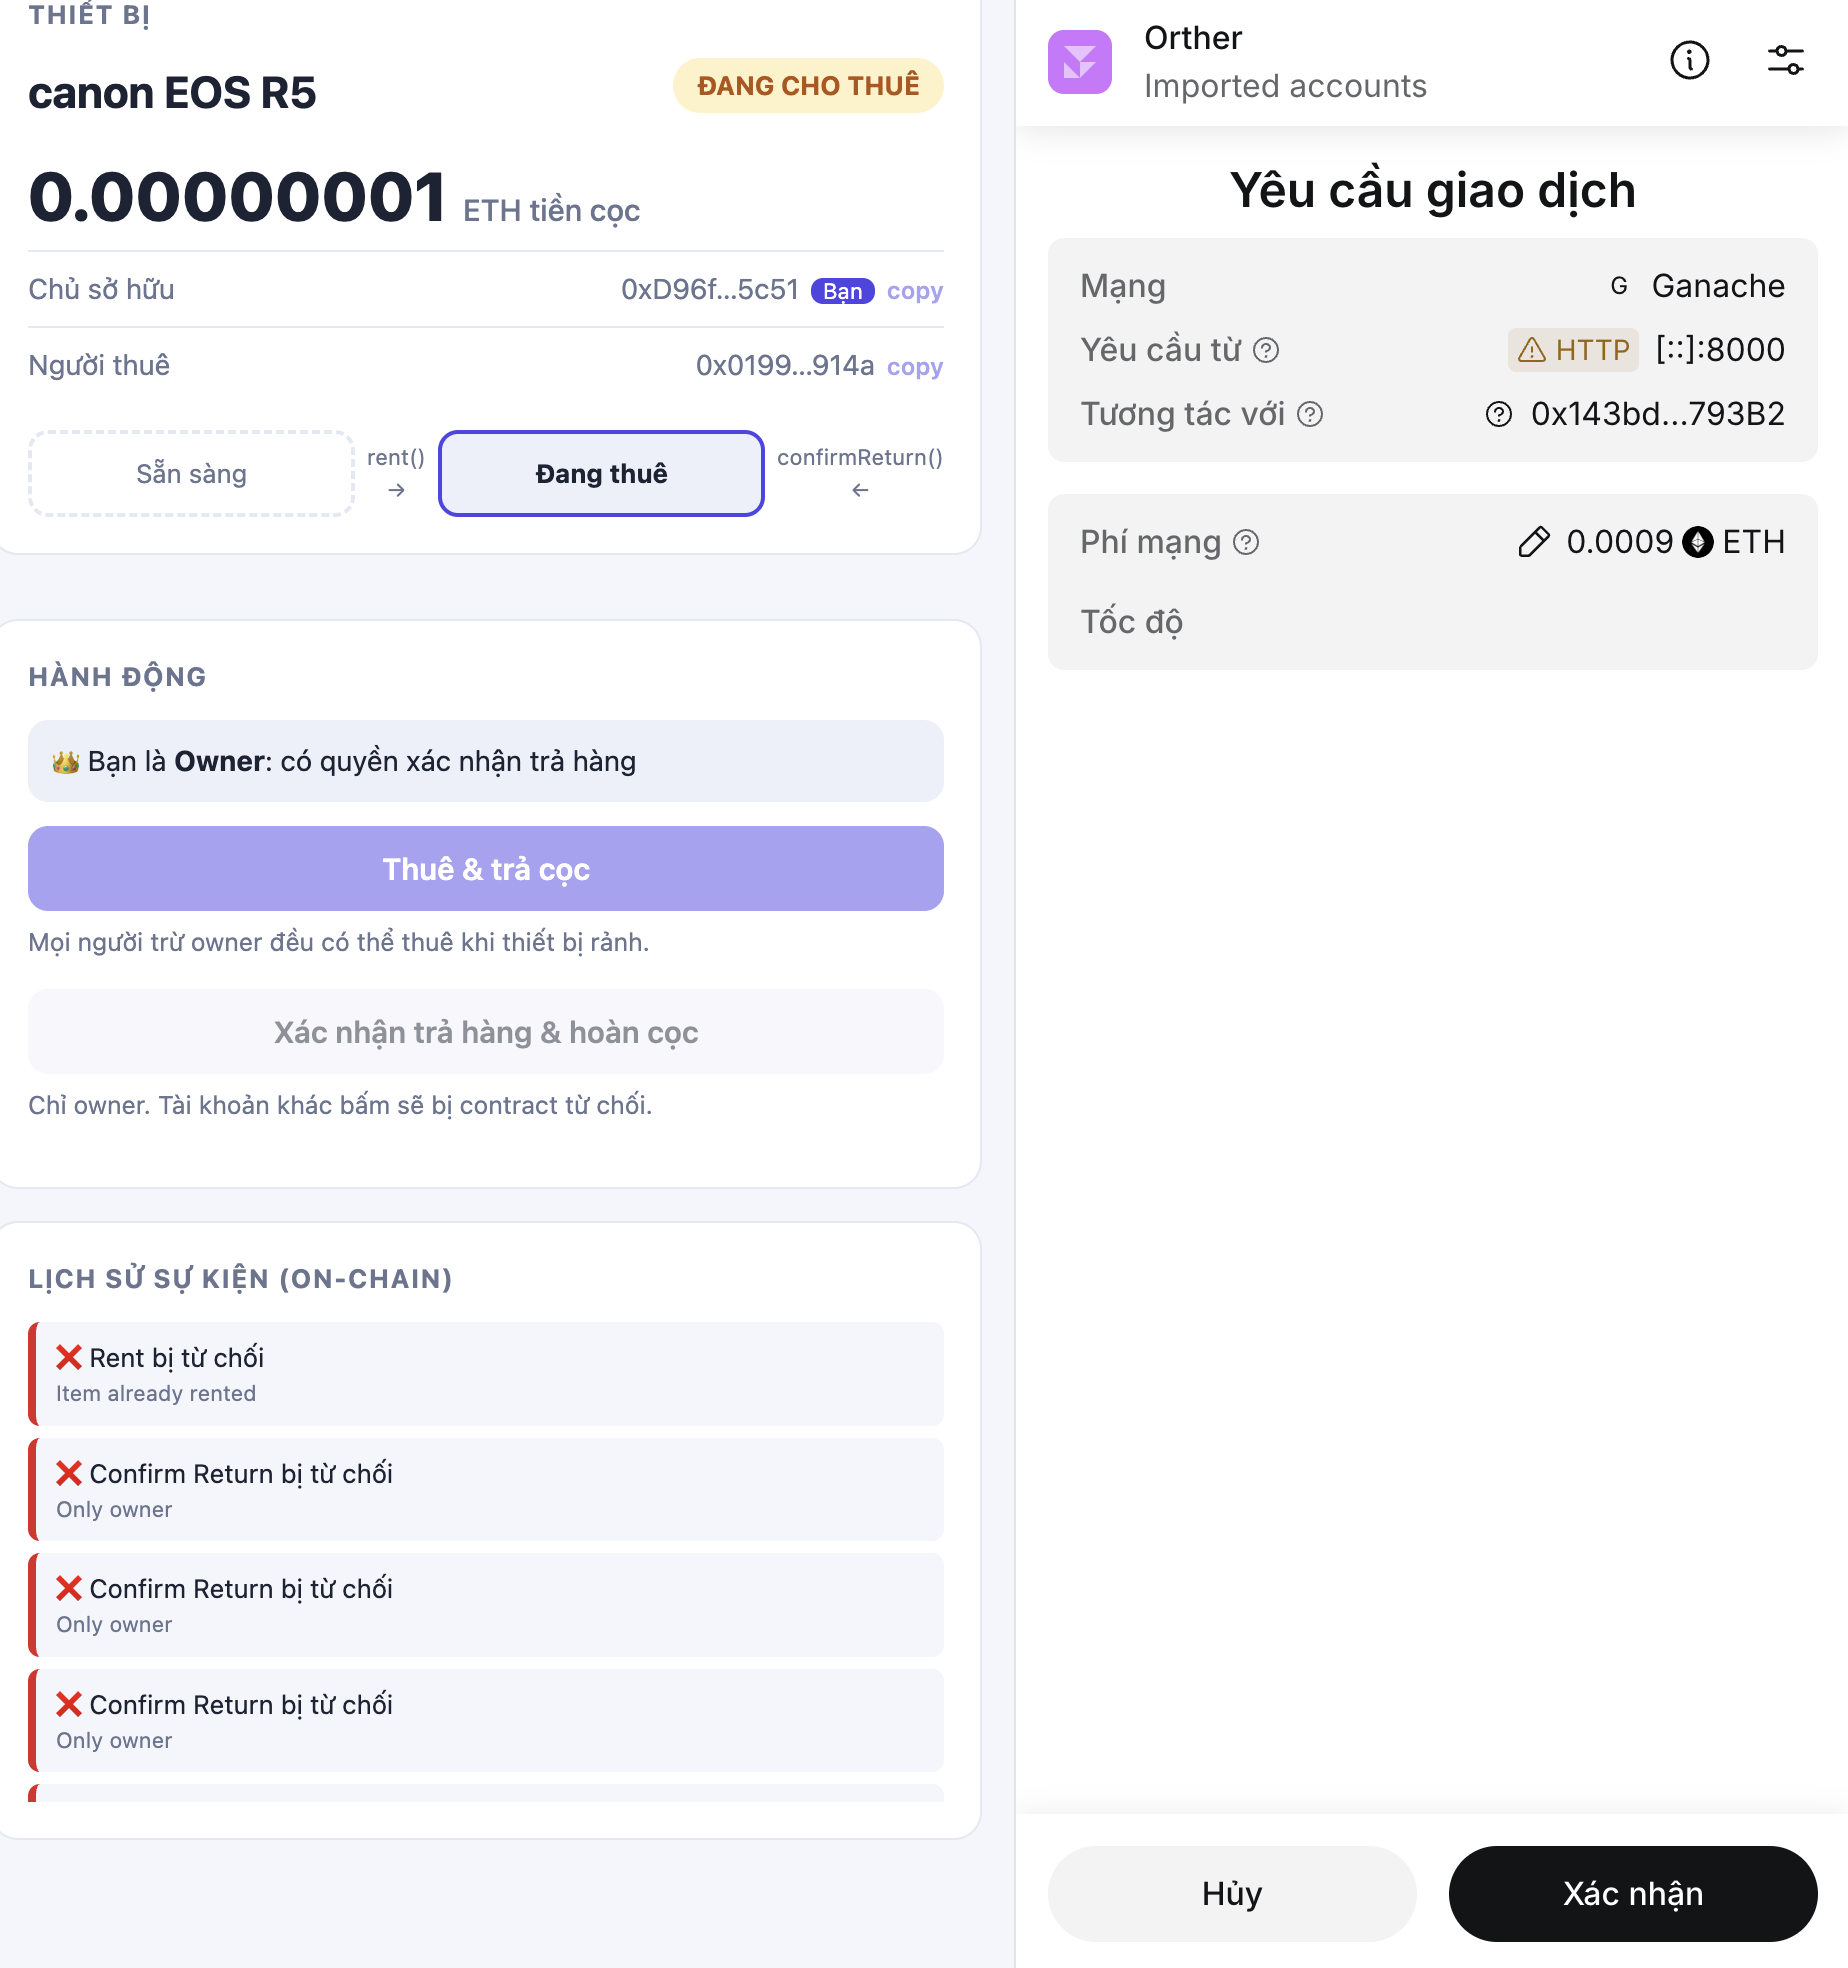 THIẾT BỊ
canon EOS R5
ĐANG CHO THUÊ
0.00000001 ETH tiền cọc
Chủ sở hữu
0xD96f...5c51 Bạn copy
Người thuê
0x0199...914a copy
Sẵn sàng
rent()
→
Đang thuê
confirmReturn()
←
HÀNH ĐỘNG
👑 Bạn là Owner: có quyền xác nhận trả hàng
Thuê & trả cọc
Mọi người trừ owner đều có thể thuê khi thiết bị rảnh.
Xác nhận trả hàng & hoàn cọc
Chỉ owner. Tài khoản khác bấm sẽ bị contract từ chối.
LỊCH SỬ SỰ KIỆN (ON-CHAIN)
❌ Rent bị từ chối
Item already rented
❌ Confirm Return bị từ chối
Only owner
❌ Confirm Return bị từ chối
Only owner
❌ Confirm Return bị từ chối
Only owner
Orther
Imported accounts
Yêu cầu giao dịch
Mạng
G Ganache
Yêu cầu từ
HTTP [::]:8000
Tương tác với
0x143bd...793B2
Phí mạng
0.0009 ETH
Tốc độ
Hủy
Xác nhận